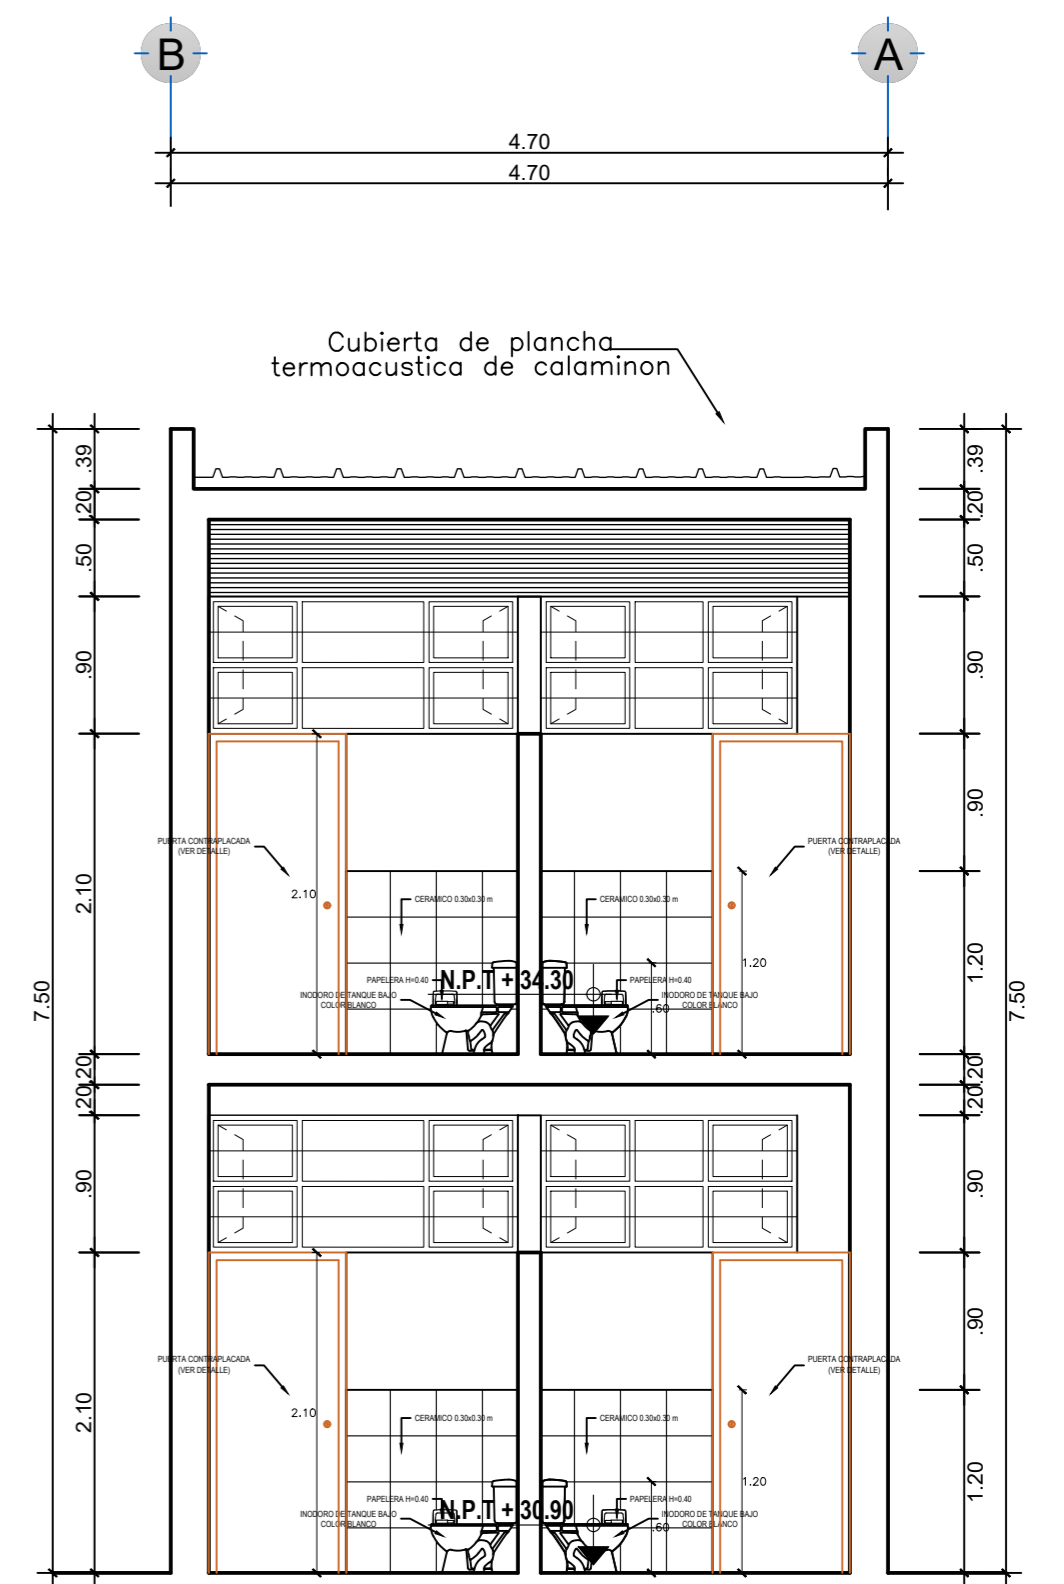 B
A
4.70
4.70
Cubierta de plancha
termoacustica de calaminon
.39
.20
.50
.90
2.10
.20
.20
.90
2.10
7.50
.39
.20
.50
.90
.90
1.20
.20
.20
.90
.90
1.20
7.50
PUERTA CONTRAPLACADA
(VER DETALLE)
PUERTA CONTRAPLACADA
(VER DETALLE)
2.10
CERAMICO 0.30x0.30 m
CERAMICO 0.30x0.30 m
1.20
PAPELERA H=0.40
N.P.T + 34.30
PAPELERA H=0.40
INODORO DE TANQUE BAJO
COLOR BLANCO
INODORO DE TANQUE BAJO
COLOR BLANCO
.60
PUERTA CONTRAPLACADA
(VER DETALLE)
PUERTA CONTRAPLACADA
(VER DETALLE)
2.10
CERAMICO 0.30x0.30 m
CERAMICO 0.30x0.30 m
1.20
PAPELERA H=0.40
N.P.T + 30.90
PAPELERA H=0.40
INODORO DE TANQUE BAJO
COLOR BLANCO
INODORO DE TANQUE BAJO
COLOR BLANCO
.60